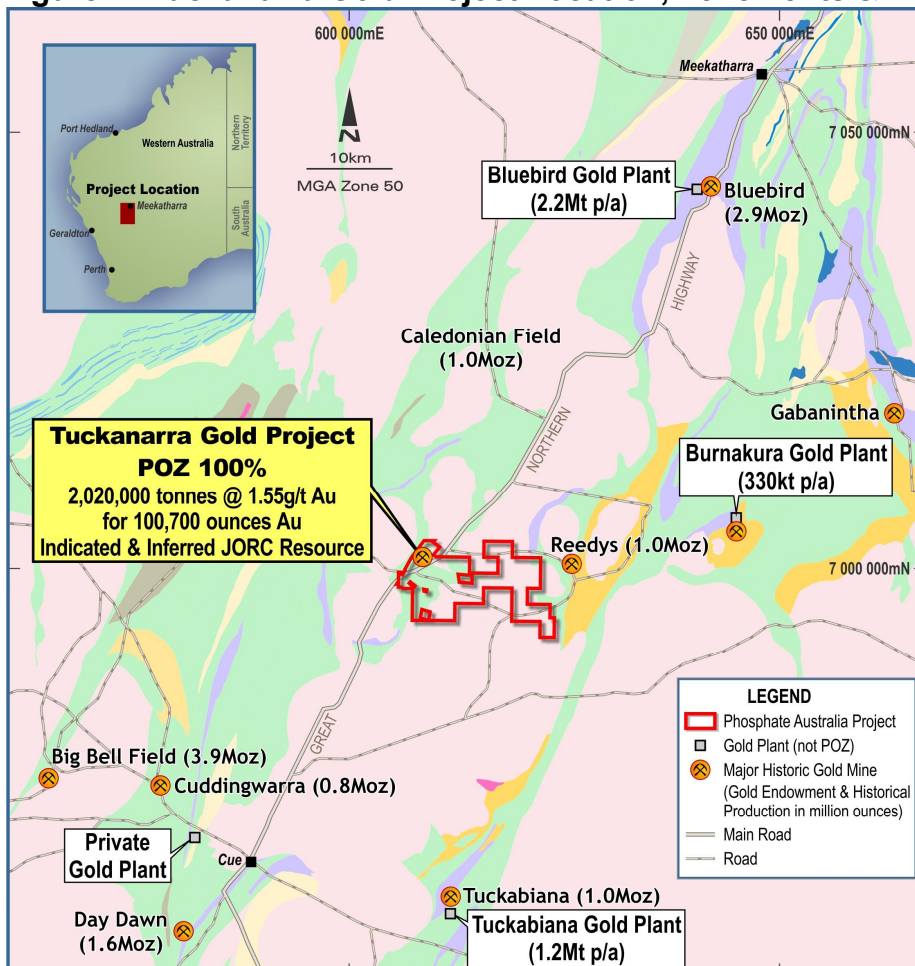 600 000mE
650 000mE
Meekatharra
7 050 000mN
Port Hedland
Western Australia
Northern
Territory
Project Location
Meekatharra
South
Australia
Geraldton
Perth
N
10km
MGA Zone 50
Bluebird Gold Plant
(2.2Mt p/a)
Bluebird
(2.9Moz)
HIGHWAY
Caledonian Field
(1.0Moz)
NORTHERN
Gabanintha
Tuckanarra Gold Project
POZ 100%
2,020,000 tonnes @ 1.55g/t Au
for 100,700 ounces Au
Indicated & Inferred JORC Resource
Burnakura Gold Plant
(330kt p/a)
Reedys (1.0Moz)
7 000 000mN
GREAT
LEGEND
Phosphate Australia Project
Gold Plant (not POZ)
Major Historic Gold Mine
(Gold Endowment & Historical
Production in million ounces)
Main Road
Road
Big Bell Field (3.9Moz)
Cuddingwarra (0.8Moz)
Private
Gold Plant
Cue
Day Dawn
(1.6Moz)
Tuckabiana (1.0Moz)
Tuckabiana Gold Plant
(1.2Mt p/a)